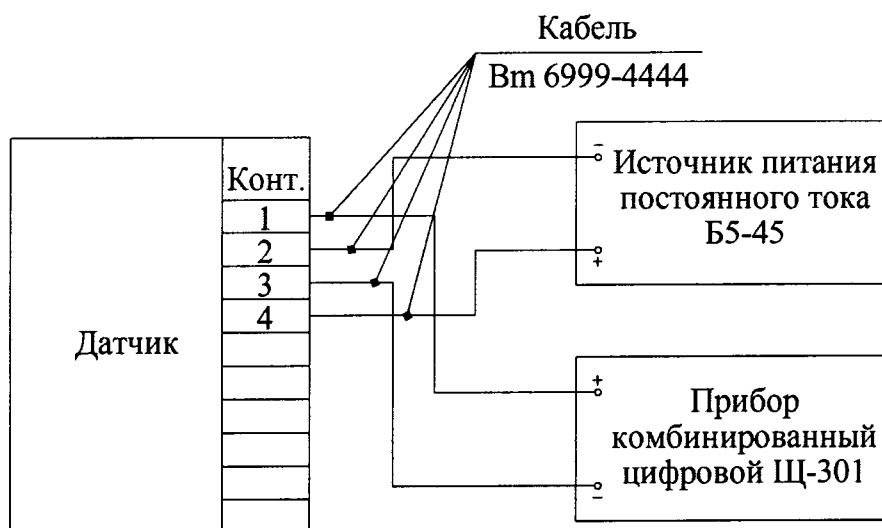 Кабель
Вm 6999-4444
Конт.
1
2
3
4
Датчик
−
Источник питания
постоянного тока
Б5-45
+
+
Прибор
комбинированный
цифровой Щ-301
−